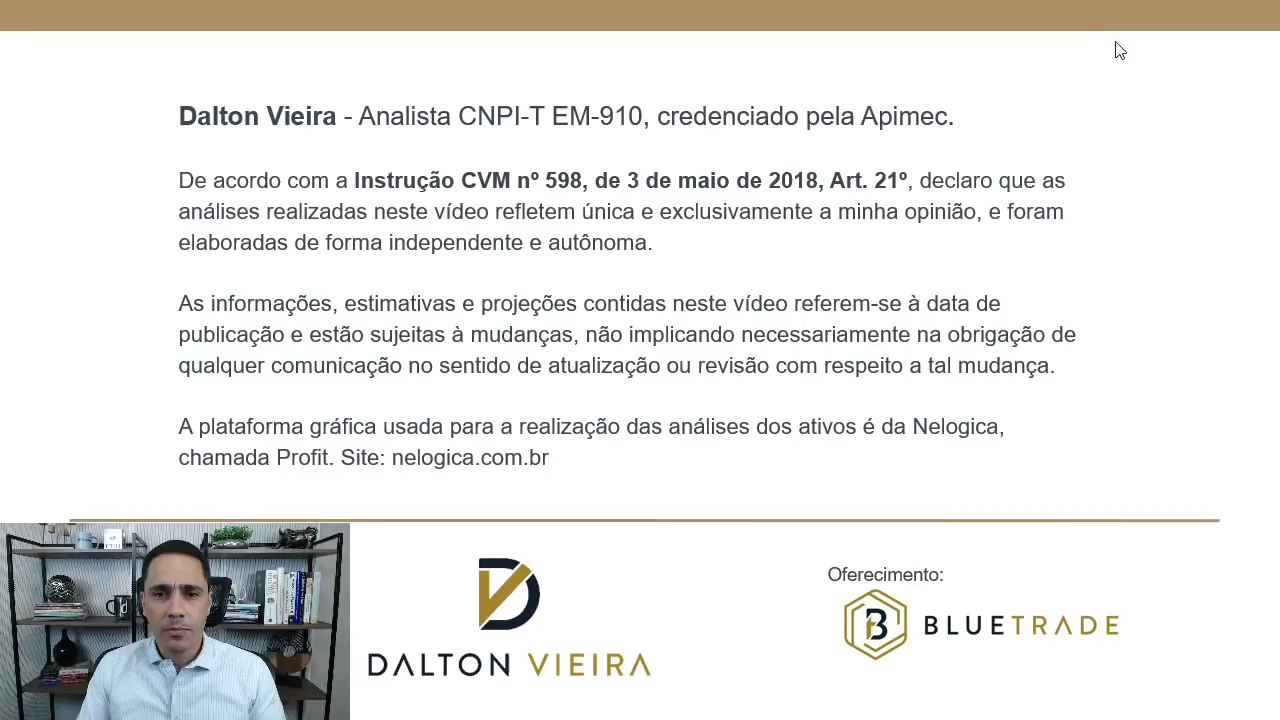 Dalton Vieira - Analista CNPI-T EM-910, credenciado pela Apimec.
De acordo com a Instrução CVM nº 598, de 3 de maio de 2018, Art. 21º, declaro que as
análises realizadas neste vídeo refletem única e exclusivamente a minha opinião, e foram
elaboradas de forma independente e autônoma.
As informações, estimativas e projeções contidas neste vídeo referem-se à data de
publicação e estão sujeitas à mudanças, não implicando necessariamente na obrigação de
qualquer comunicação no sentido de atualização ou revisão com respeito a tal mudança.
A plataforma gráfica usada para a realização das análises dos ativos é da Nelogica,
chamada Profit. Site: nelogica.com.br
DALTON VIEIRA
Oferecimento:
BLUETRADE